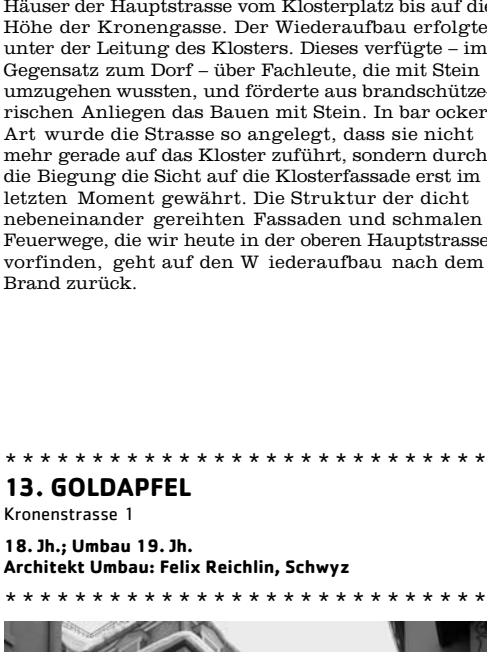 Häuser der Hauptstrasse vom Klosterplatz bis auf die
Höhe der Kronengasse. Der Wiederaufbau erfolgte
unter der Leitung des Klosters. Dieses verfügte – im
Gegensatz zum Dorf – über Fachleute, die mit Stein
umzugehen wussten, und förderte aus brandschütze-
rischen Anliegen das Bauen mit Stein. In bar ocker
Art wurde die Strasse so angelegt, dass sie nicht
mehr gerade auf das Kloster zuführt, sondern durch
die Biegung die Sicht auf die Klosterfassade erst im
letzten Moment gewährt. Die Struktur der dicht
nebeneinander gereihten Fassaden und schmalen
Feuerwege, die wir heute in der oberen Hauptstrasse
vorfinden, geht auf den W iederaufbau nach dem
Brand zurück.
* * * * * * * * * * * * * * * * * * * * * * * * * * * *
13. GOLDAPFEL
Kronenstrasse 1
18. Jh.; Umbau 19. Jh.
Architekt Umbau: Felix Reichlin, Schwyz
* * * * * * * * * * * * * * * * * * * * * * * * * * * *